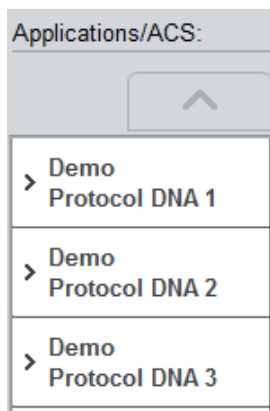 Applications/ACS:
Demo
Protocol DNA 1
Demo
Protocol DNA 2
Demo
Protocol DNA 3